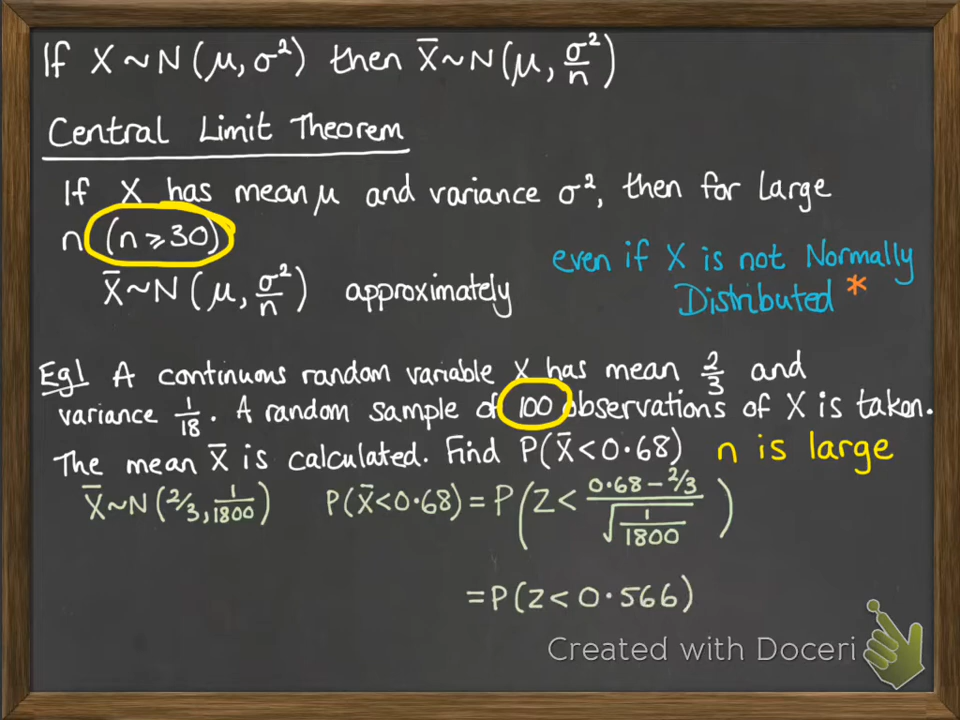 If X ~ N(μ, σ²) then X̄ ~ N(μ, σ²/n)
Central Limit Theorem
If X has mean μ and variance σ², then for large
n (n ⩾ 30)
even if X is not Normally
X̄ ~ N(μ, σ²/n) approximately
Distributed *
Eg1 A continuous random variable X has mean 2/3 and
variance 1/18. A random sample of 100 observations of X is taken.
The mean X̄ is calculated. Find P(X̄ < 0.68) n is large
X̄ ~ N(2/3, 1/1800) P(X̄ < 0.68) = P(Z < (0.68 - 2/3)/√(1/1800))
= P(Z < 0.566)
Created with Doceri